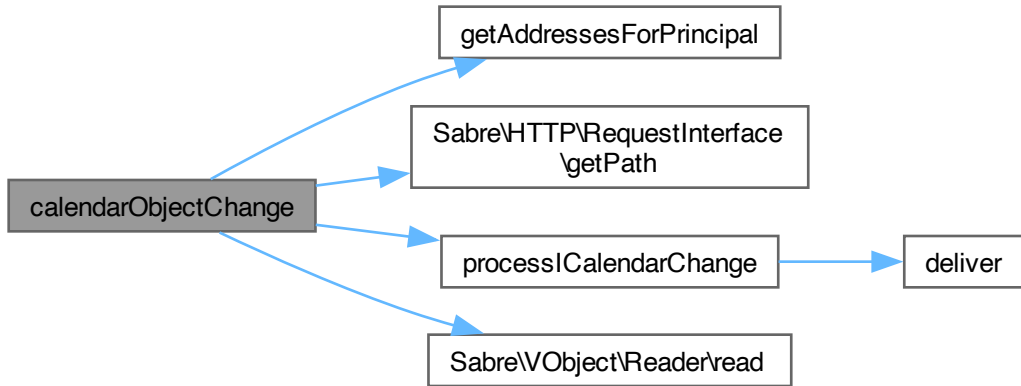 getAddressesForPrincipal
Sabre\HTTP\RequestInterface
\getPath
calendarObjectChange
processICalendarChange
deliver
Sabre\VObject\Reader\read